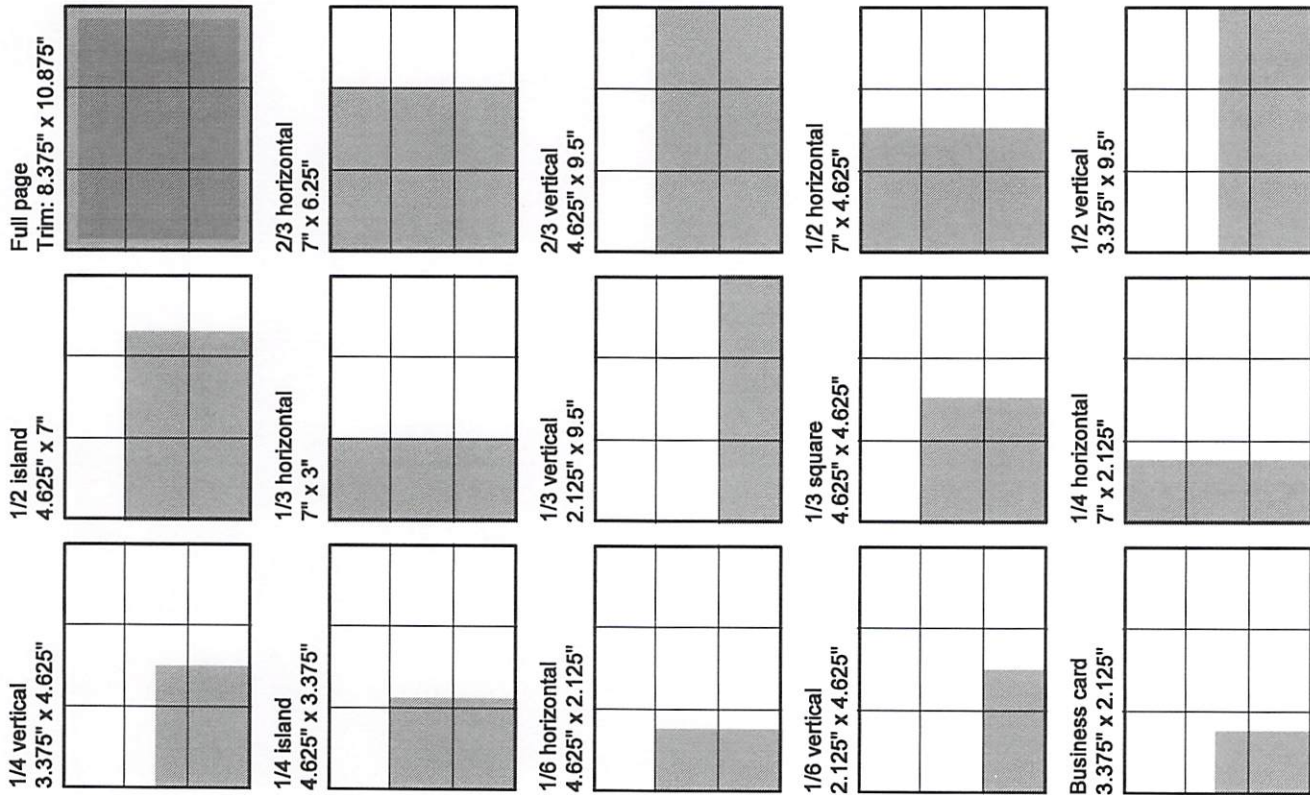 1/4 vertical
3.375" x 4.625"
1/2 island
4.625" x 7"
Full page
Trim: 8.375" x 10.875"
1/4 island
4.625" x 3.375"
1/3 horizontal
7" x 3"
2/3 horizontal
7" x 6.25"
1/6 horizontal
4.625" x 2.125"
1/3 vertical
2.125" x 9.5"
2/3 vertical
4.625" x 9.5"
1/6 vertical
2.125" x 4.625"
1/3 square
4.625" x 4.625"
1/2 horizontal
7" x 4.625"
Business card
3.375" x 2.125"
1/4 horizontal
7" x 2.125"
1/2 vertical
3.375" x 9.5"